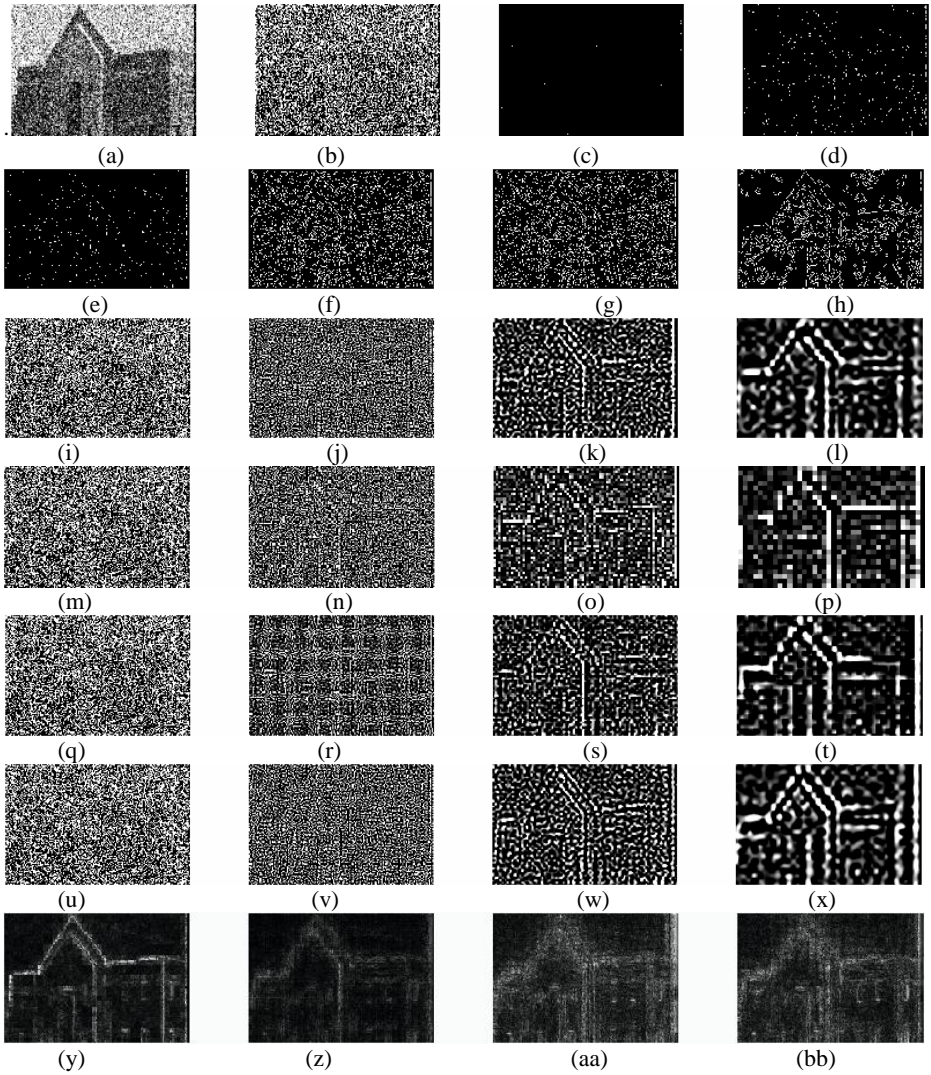 (a) (b) (c) (d)
(e) (f) (g) (h)
(i) (j) (k) (l)
(m) (n) (o) (p)
(q) (r) (s) (t)
(u) (v) (w) (x)
(y) (z) (aa) (bb)